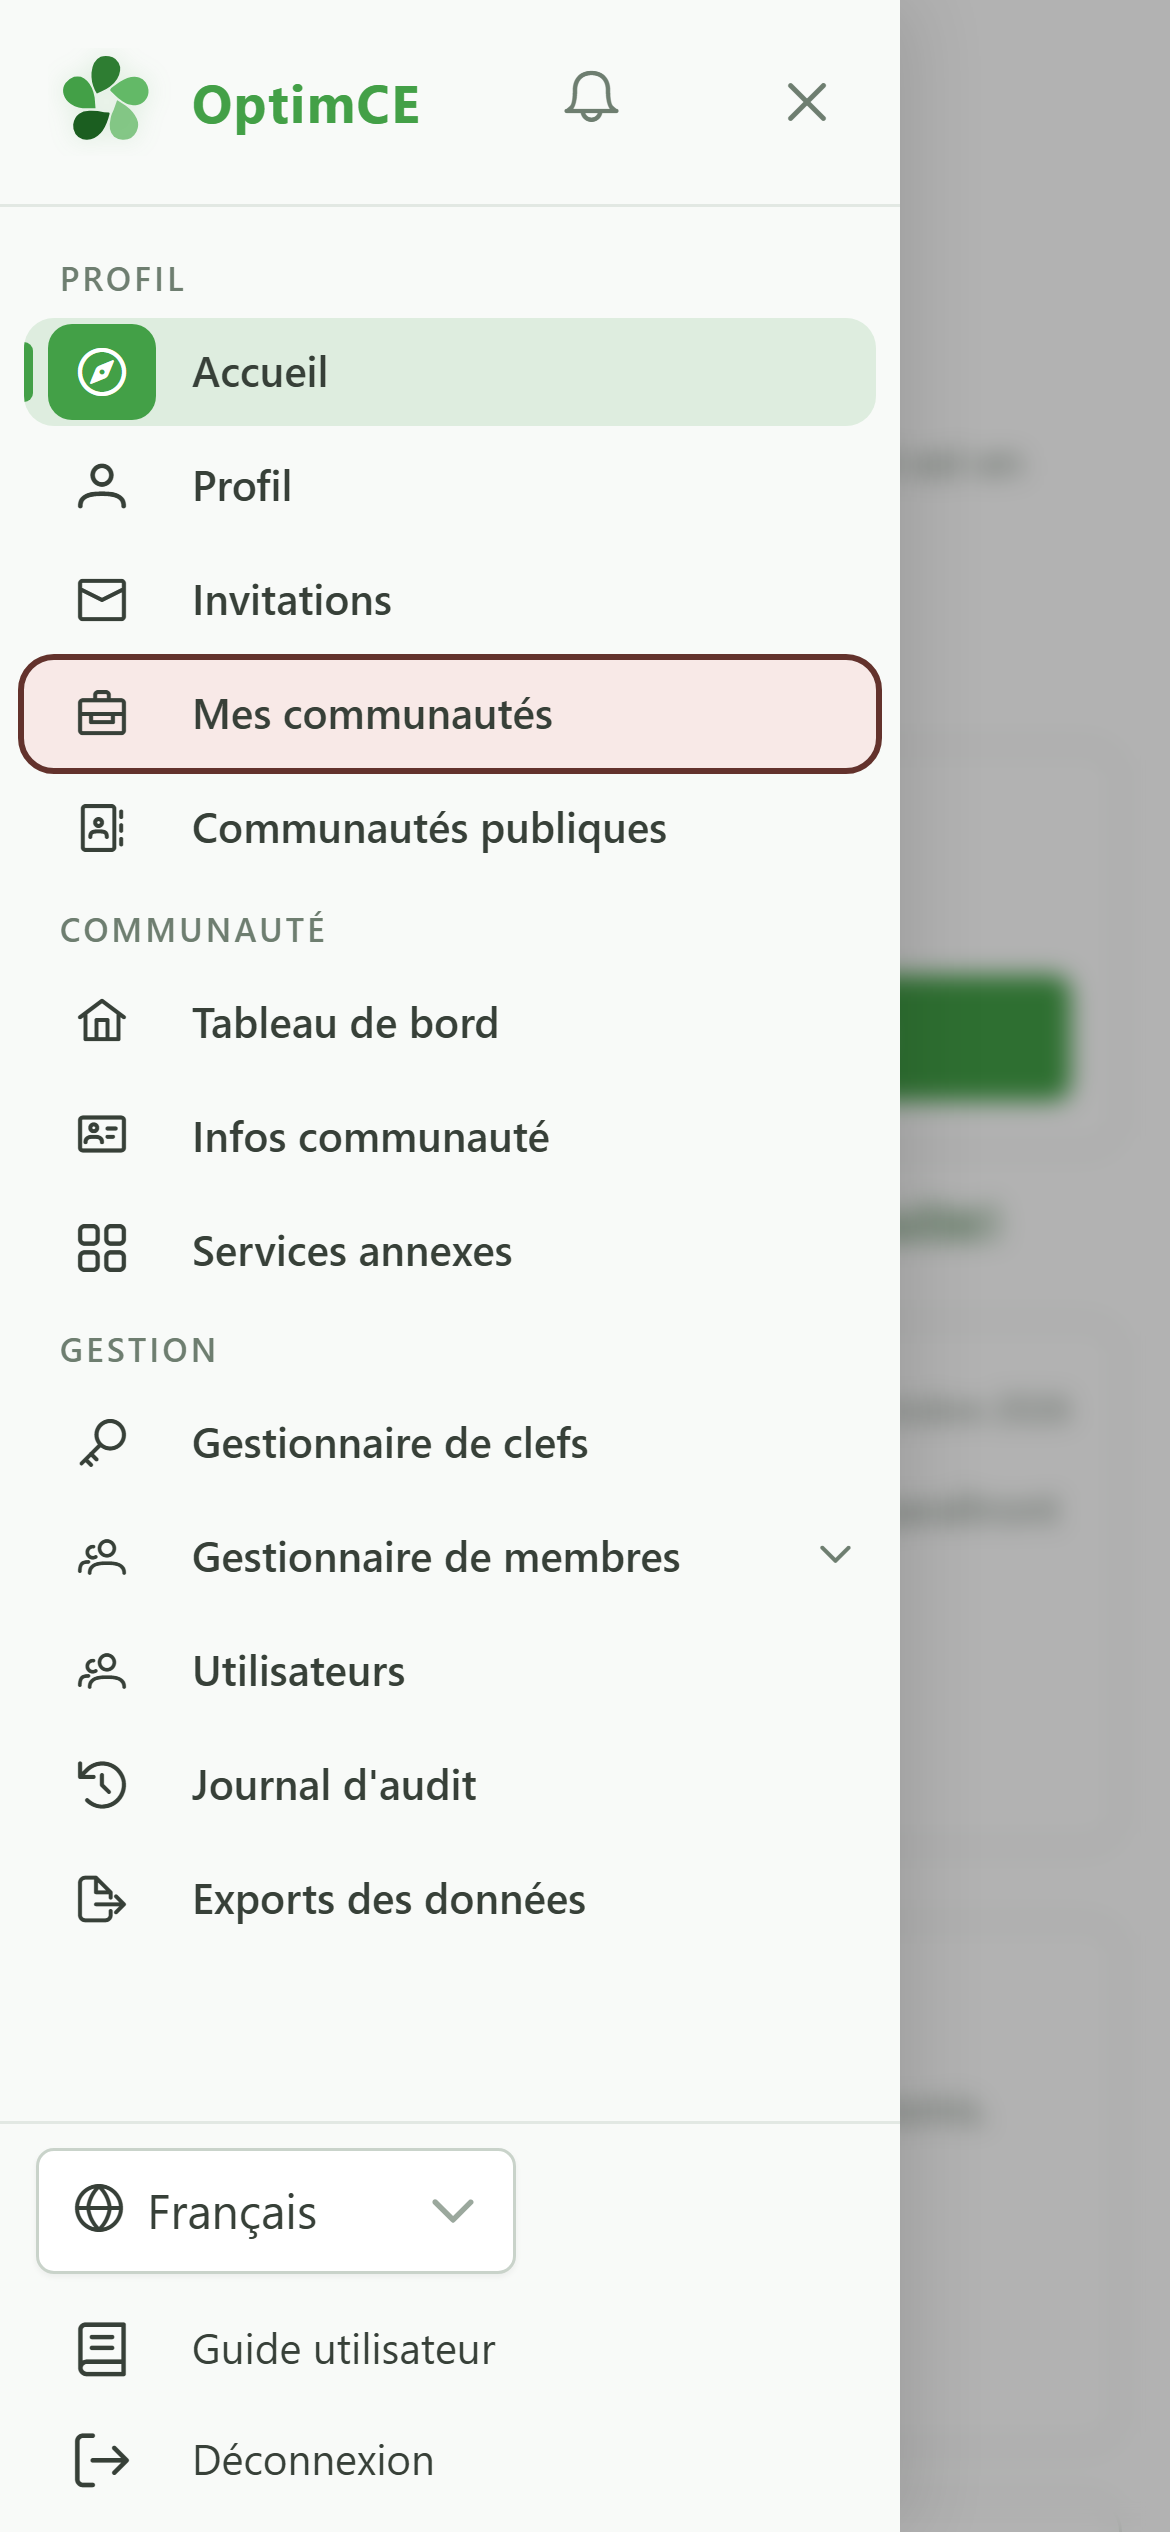 OptimCE
PROFIL
Accueil
Profil
Invitations
Mes communautés
Communautés publiques
COMMUNAUTÉ
Tableau de bord
Infos communauté
Services annexes
GESTION
Gestionnaire de clefs
Gestionnaire de membres
Utilisateurs
Journal d'audit
Exports des données
Français
Guide utilisateur
Déconnexion